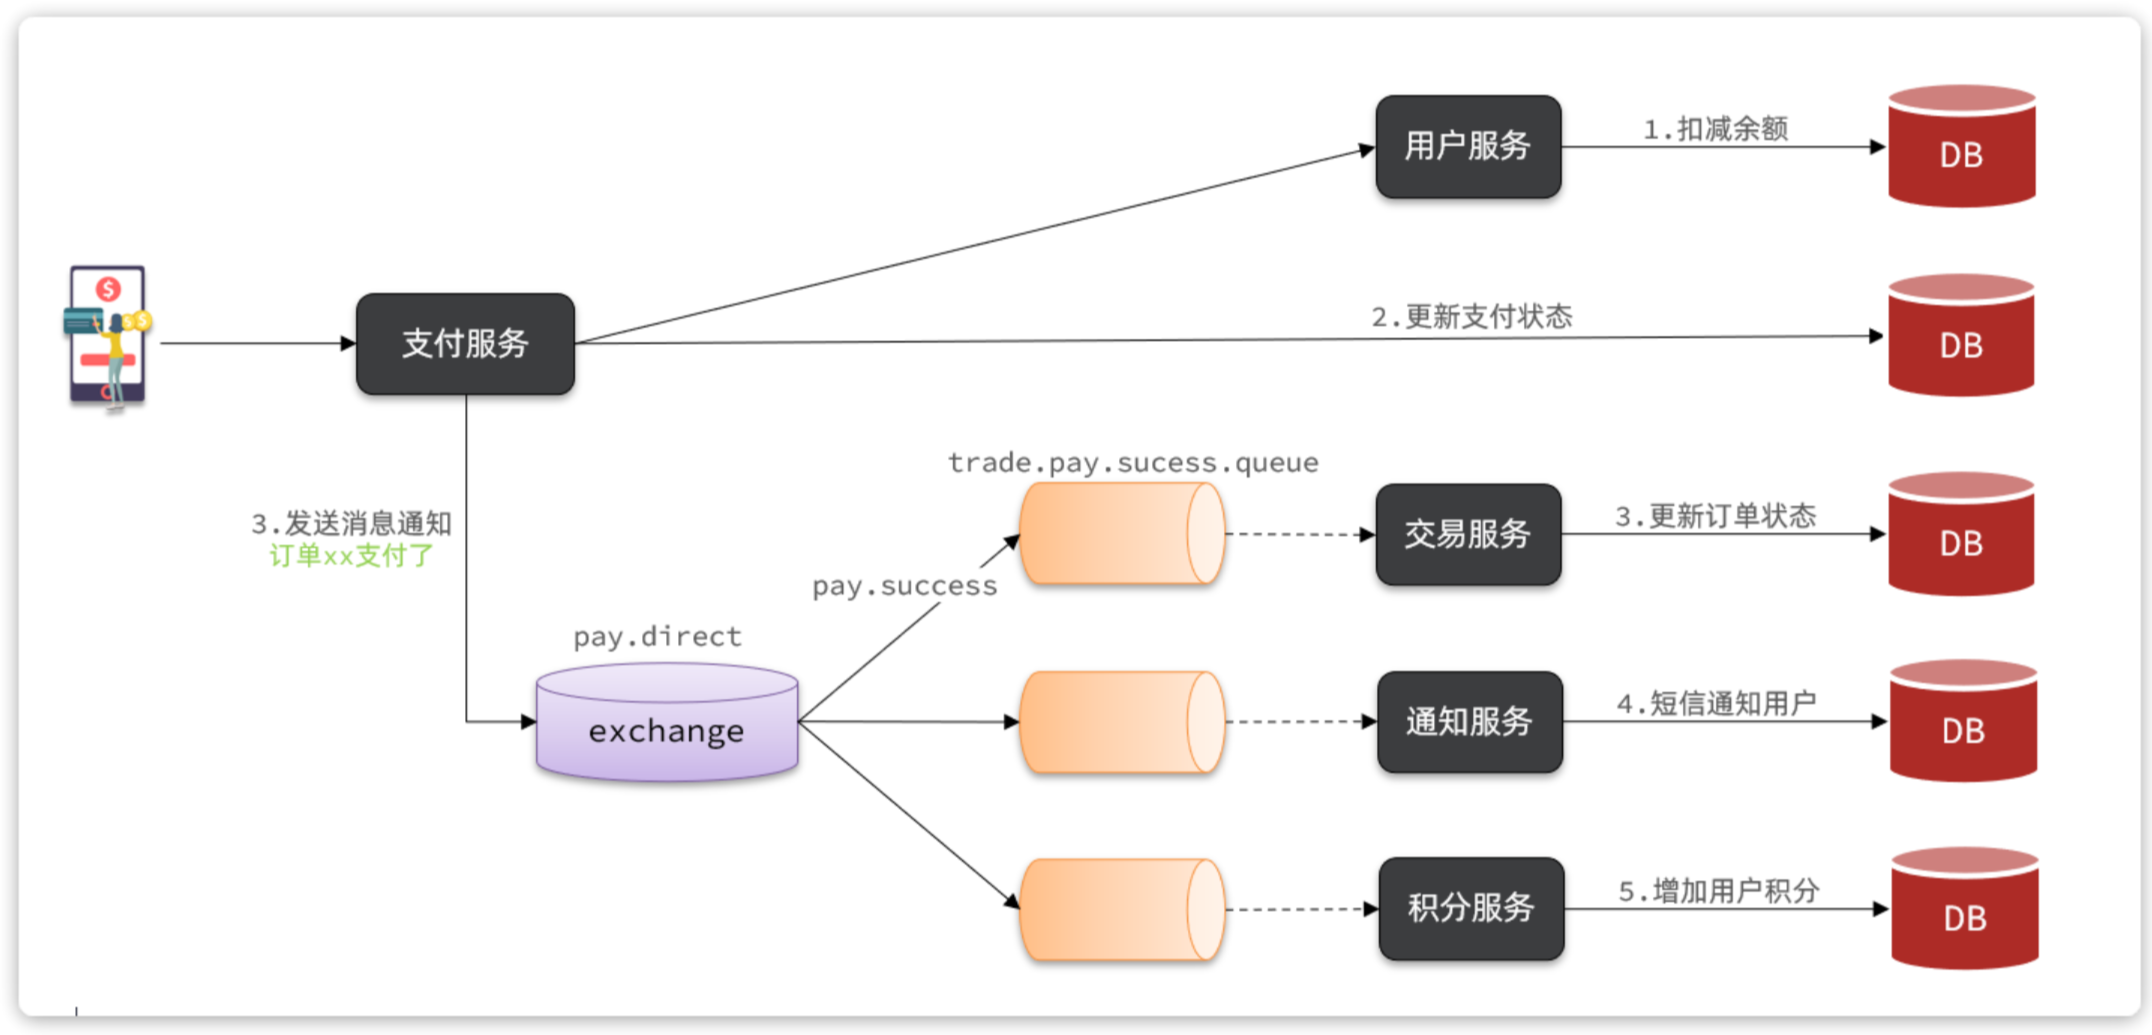 用户服务
1.扣减余额
DB
$
$
支付服务
2.更新支付状态
DB
3.发送消息通知
订单xx支付了
trade.pay.sucess.queue
交易服务
3.更新订单状态
DB
pay.success
pay.direct
exchange
通知服务
4.短信通知用户
DB
积分服务
5.增加用户积分
DB